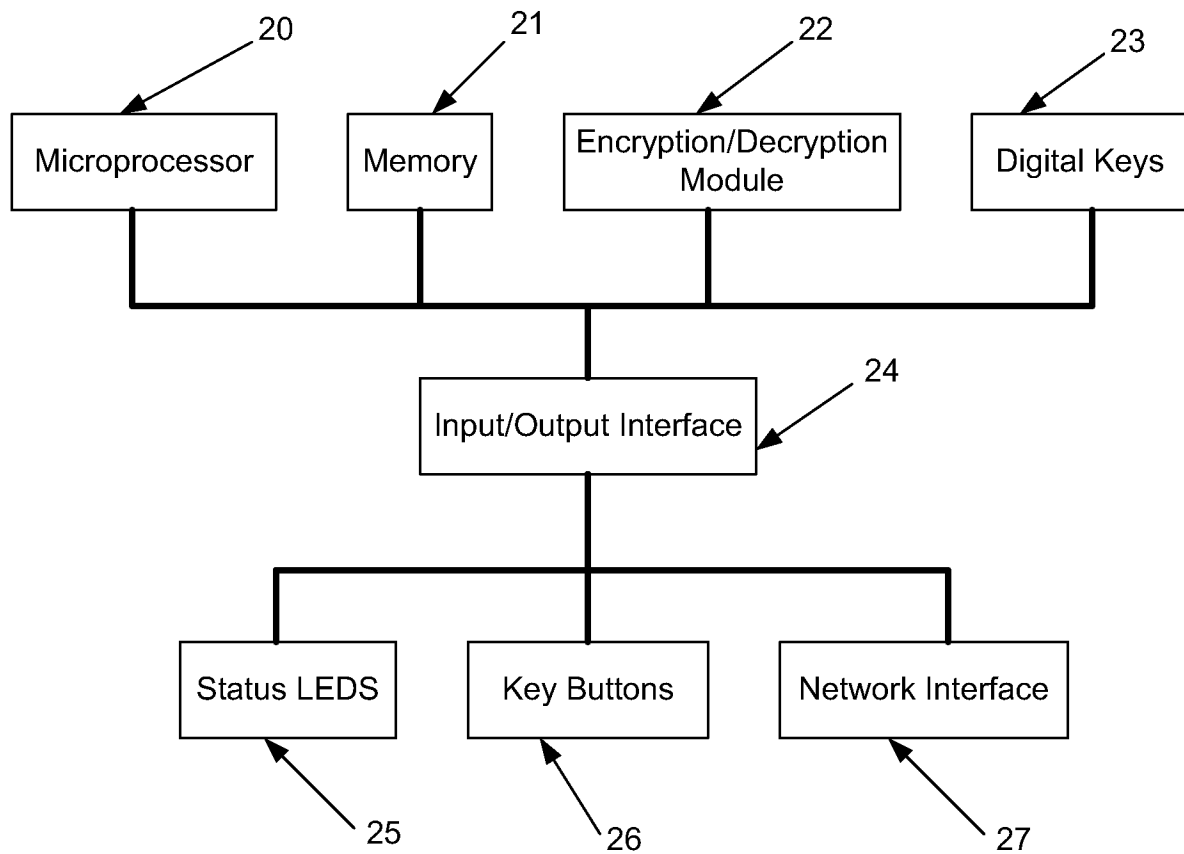 20
21
22
23
Microprocessor
Memory
Encryption/Decryption
Module
Digital Keys
24
Input/Output Interface
Status LEDS
Key Buttons
Network Interface
25
26
27